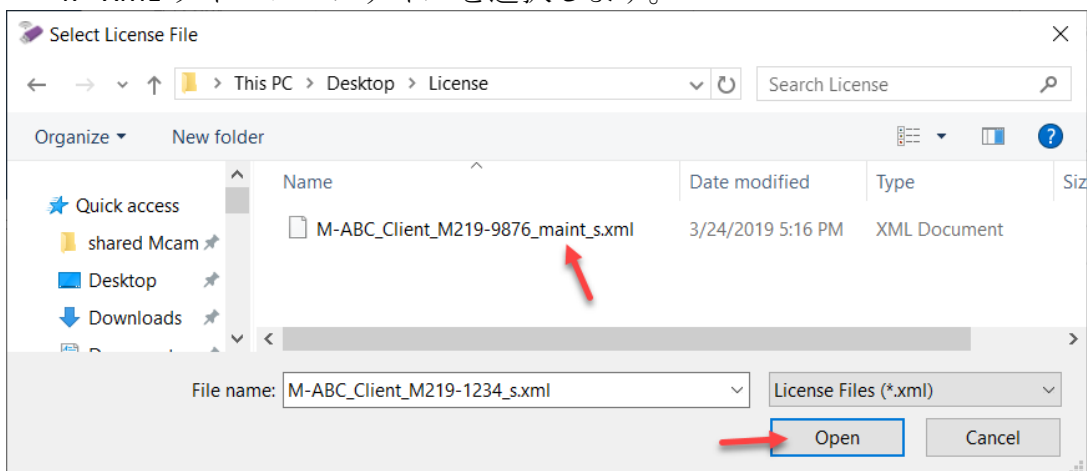 Select License File
This PC > Desktop > License
Search License
Organize
New folder
Name
Date modified
Type
Siz
Quick access
M-ABC_Client_M219-9876_maint_s.xml
3/24/2019 5:16 PM
XML Document
shared Mcam
Desktop
Downloads
File name:
M-ABC_Client_M219-1234_s.xml
License Files (*.xml)
Open
Cancel